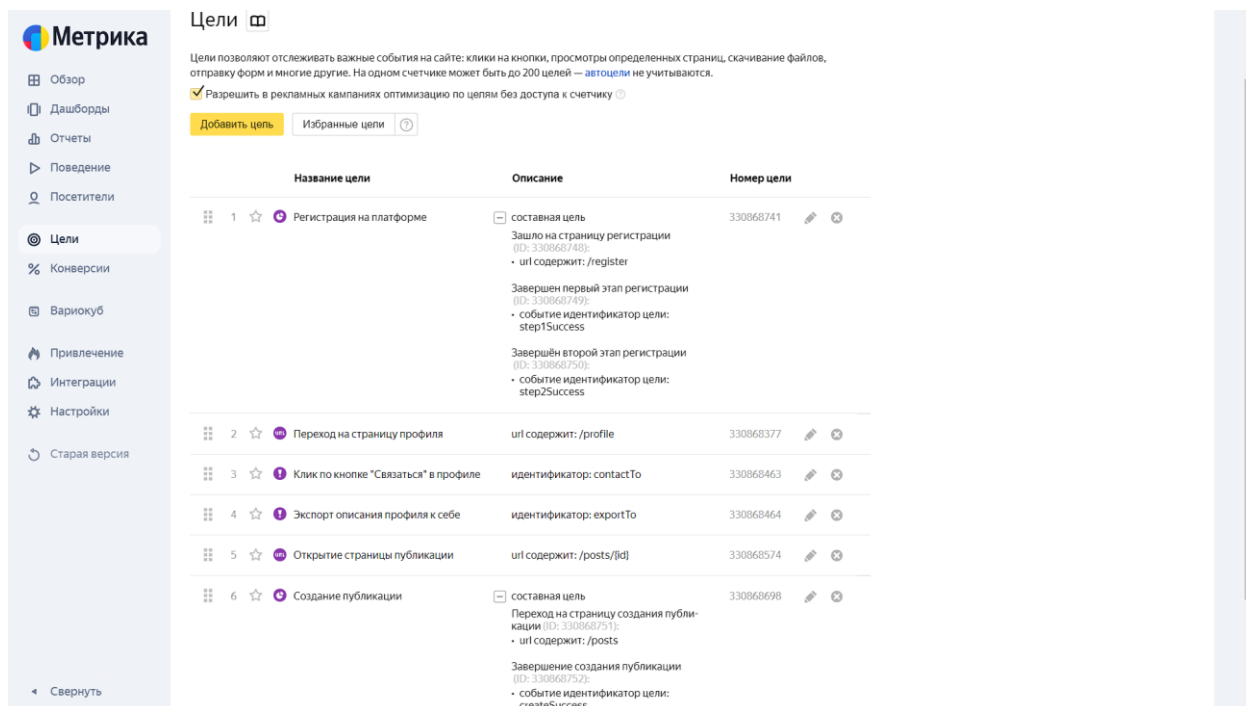 Цели
Метрика
Цели позволяют отслеживать важные события на сайте: клики на кнопки, просмотры определенных страниц, скачивание файлов,
отправку форм и многие другие. На одном счетчике может быть до 200 целей — автоцели не учитываются.
Разрешить в рекламных кампаниях оптимизацию по целям без доступа к счетчику ?
Добавить цель Избранные цели ?
Обзор
Дашборды
Отчеты
Поведение
Посетители
Цели
Конверсии
Вариокуб
Привлечение
Интеграции
Настройки
Старая версия
Свернуть
Название цели Описание Номер цели
1 Регистрация на платформе составная цель 330868741
Зашло на страницу регистрации
(ID: 330868748):
• url содержит: /register
Завершен первый этап регистрации
(ID: 330868749):
• событие идентификатор цели:
step1Success
Завершён второй этап регистрации
(ID: 330868750):
• событие идентификатор цели:
step2Success
2 URL Переход на страницу профиля url содержит: /profile 330868377
3 Клик по кнопке "Связаться" в профиле идентификатор: contactTo 330868463
4 Экспорт описания профиля к себе идентификатор: exportTo 330868464
5 URL Открытие страницы публикации url содержит: /posts/{id} 330868574
6 Создание публикации составная цель 330868698
Переход на страницу создания публи-
кации (ID: 330868751):
• url содержит: /posts
Завершение создания публикации
(ID: 330868752):
• событие идентификатор цели:
createSuccess